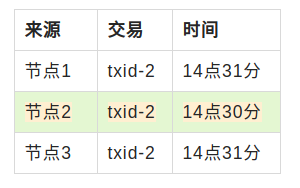 来源 交易 时间
节点1 txid-2 14点31分
节点2 txid-2 14点30分
节点3 txid-2 14点31分